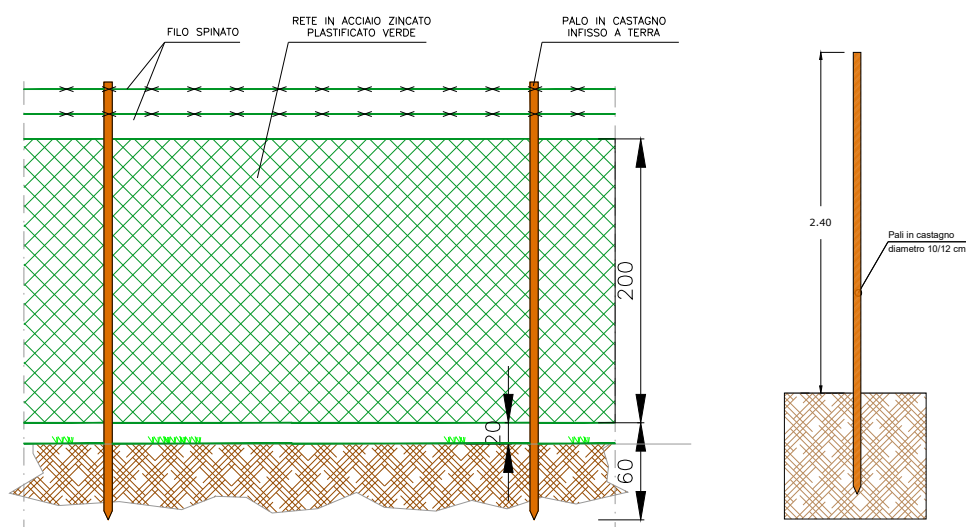 FILO SPINATO
RETE IN ACCIAIO ZINCATO
PLASTIFICATO VERDE
PALO IN CASTAGNO
INFISSO A TERRA
200
20
60
2.40
Pali in castagno
diametro 10/12 cm